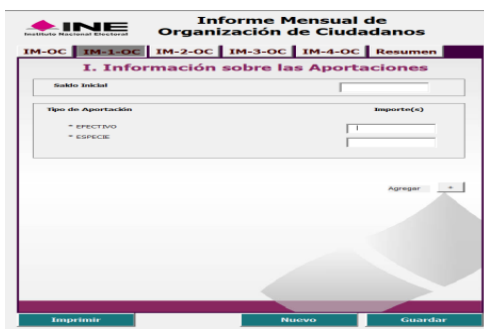 INE
Instituto Nacional Electoral
Informe Mensual de
Organización de Ciudadanos
IM-OC IM-1-OC IM-2-OC IM-3-OC IM-4-OC Resumen
I. Información sobre las Aportaciones
Saldo Inicial
Tipo de Aportación Importe(s)
* EFECTIVO
* ESPECIE
Agregar +
Imprimir Nuevo Guardar